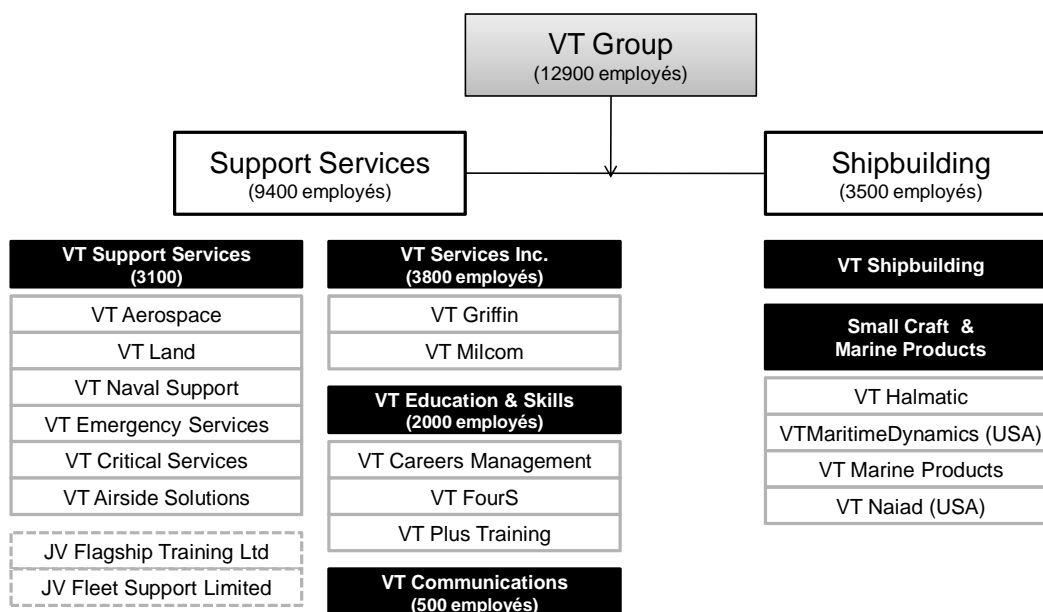 VT Group
(12900 employés)
Support Services
(9400 employés)
Shipbuilding
(3500 employés)
VT Support Services
(3100)
VT Aerospace
VT Land
VT Naval Support
VT Emergency Services
VT Critical Services
VT Airside Solutions
JV Flagship Training Ltd
JV Fleet Support Limited
VT Services Inc.
(3800 employés)
VT Griffin
VT Milcom
VT Education & Skills
(2000 employés)
VT Careers Management
VT FourS
VT Plus Training
VT Communications
(500 employés)
VT Shipbuilding
Small Craft &
Marine Products
VT Halmatic
VTMaritimeDynamics (USA)
VT Marine Products
VT Naiad (USA)